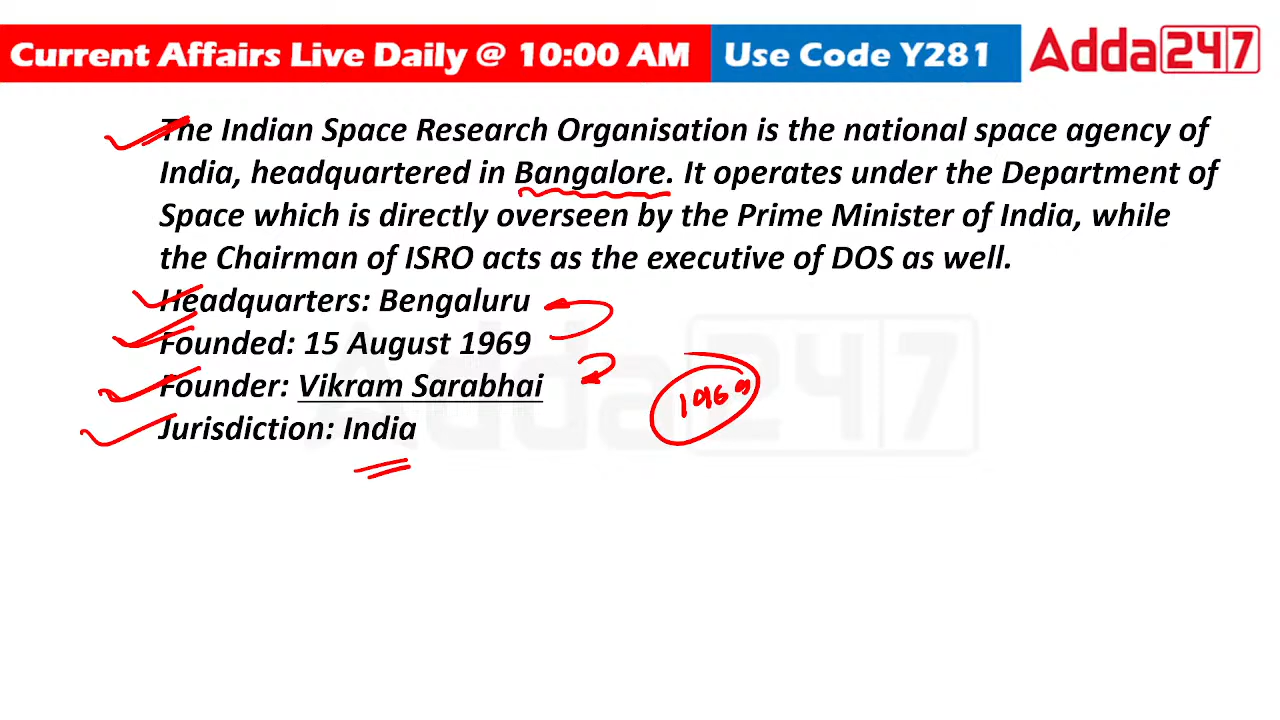 Current Affairs Live Daily @ 10:00 AM
Use Code Y281
Adda247
The Indian Space Research Organisation is the national space agency of
India, headquartered in Bangalore. It operates under the Department of
Space which is directly overseen by the Prime Minister of India, while
the Chairman of ISRO acts as the executive of DOS as well.
Headquarters: Bengaluru
Founded: 15 August 1969
Founder: Vikram Sarabhai
1969
Jurisdiction: India
Adda247